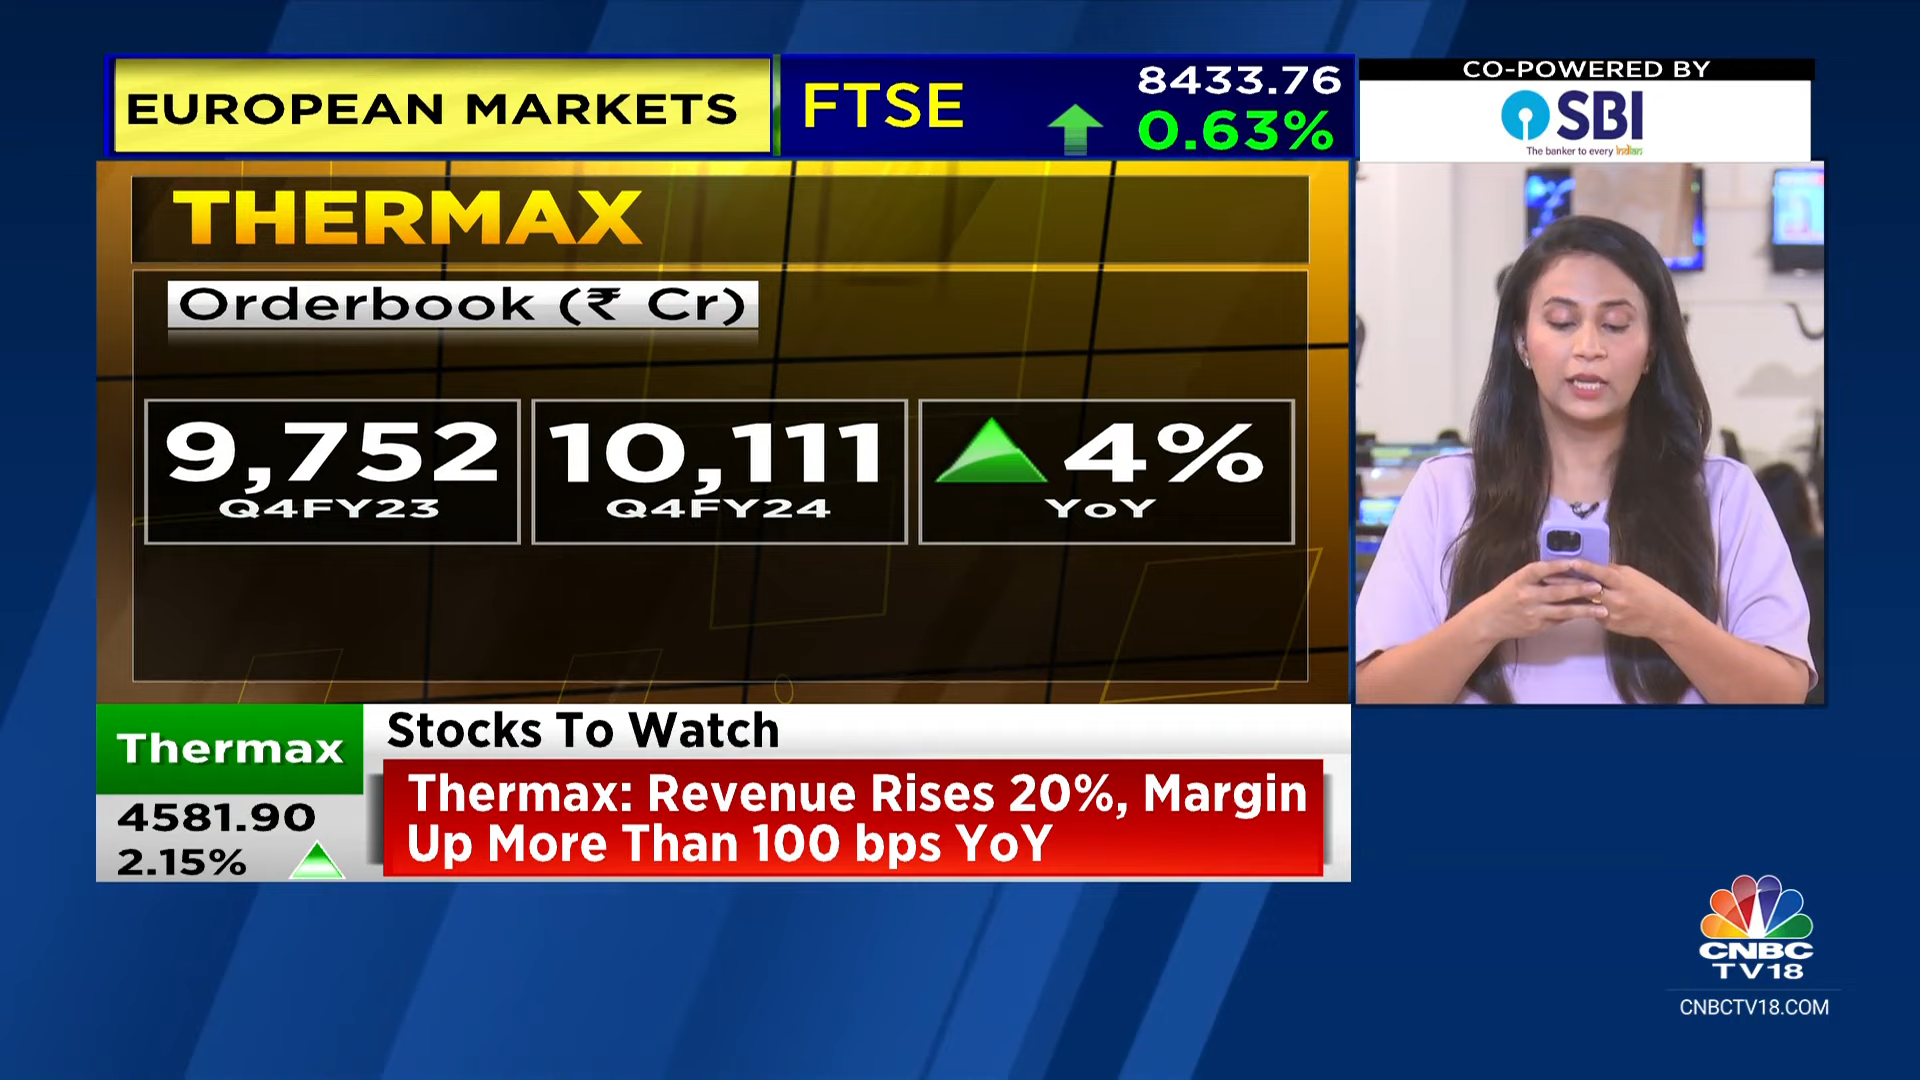 EUROPEAN MARKETS
FTSE
8433.76
0.63%
CO-POWERED BY
SBI
The banker to every Indian
THERMAX
Orderbook (₹ Cr)
9,752
Q4FY23
10,111
Q4FY24
4%
YoY
Thermax
4581.90
2.15%
Stocks To Watch
Thermax: Revenue Rises 20%, Margin
Up More Than 100 bps YoY
CNBC
TV18
CNBCTV18.COM